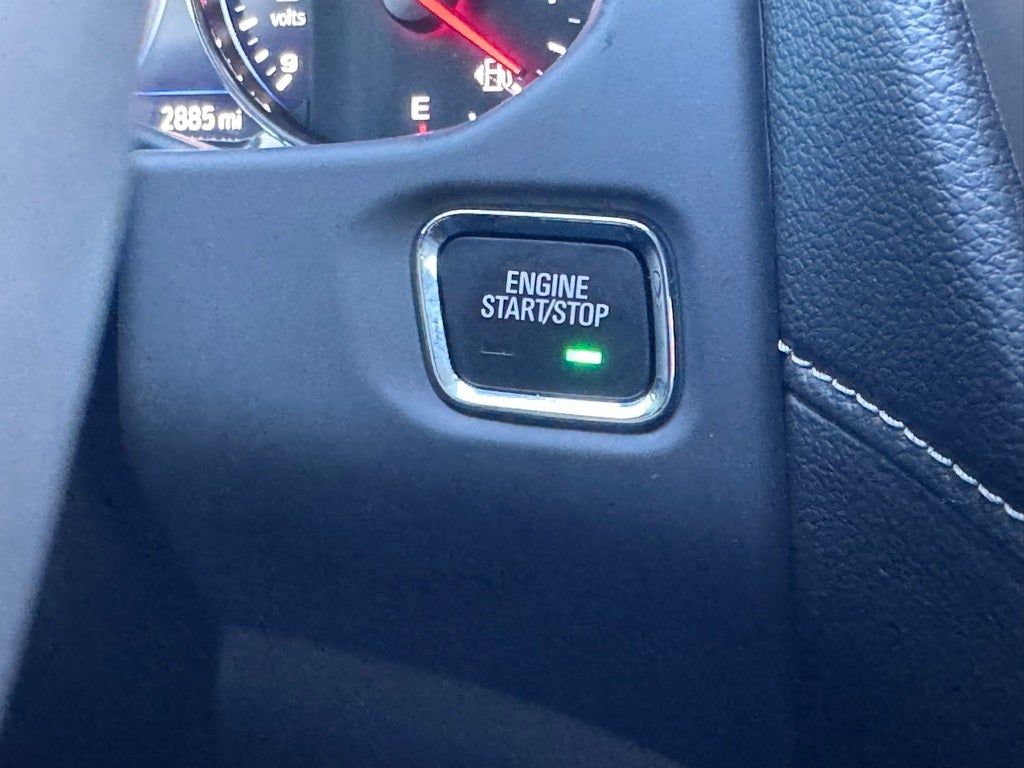 volts
9
2885 mi
E
ENGINE
START/STOP